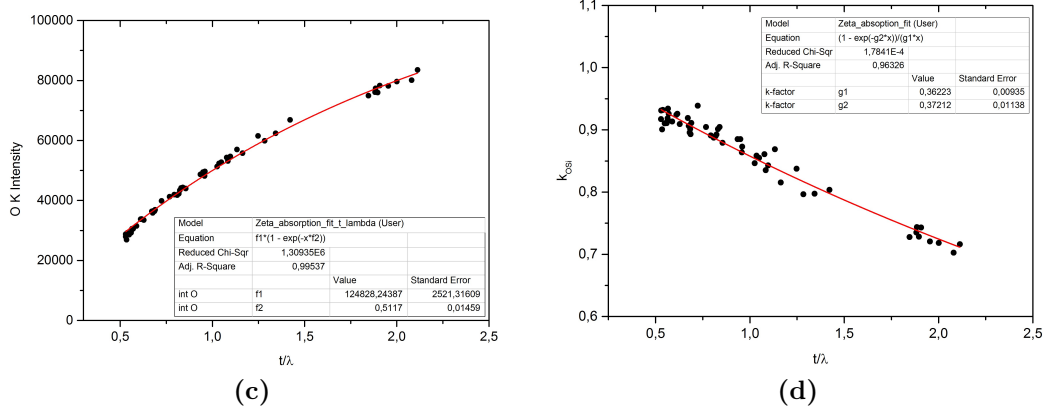 100000
80000
60000
40000
20000
0
O K Intensity
0,5
1,0
1,5
2,0
2,5
t/λ
Model Zeta_absorption_fit_t_lambda (User)
Equation f1*(1 - exp(-x*f2))
Reduced Chi-Sqr 1,30935E6
Adj. R-Square 0,99537
Value Standard Error
int O f1 124828,24387 2521,31609
int O f2 0,5117 0,01459
(c)
1,1
1,0
0,9
0,8
0,7
0,6
kOSi
0,5
1,0
1,5
2,0
2,5
t/λ
Model Zeta_absoption_fit (User)
Equation (1 - exp(-g2*x))/(g1*x)
Reduced Chi-Sqr 1,7841E-4
Adj. R-Square 0,96326
Value Standard Error
k-factor g1 0,36223 0,00935
k-factor g2 0,37212 0,01138
(d)